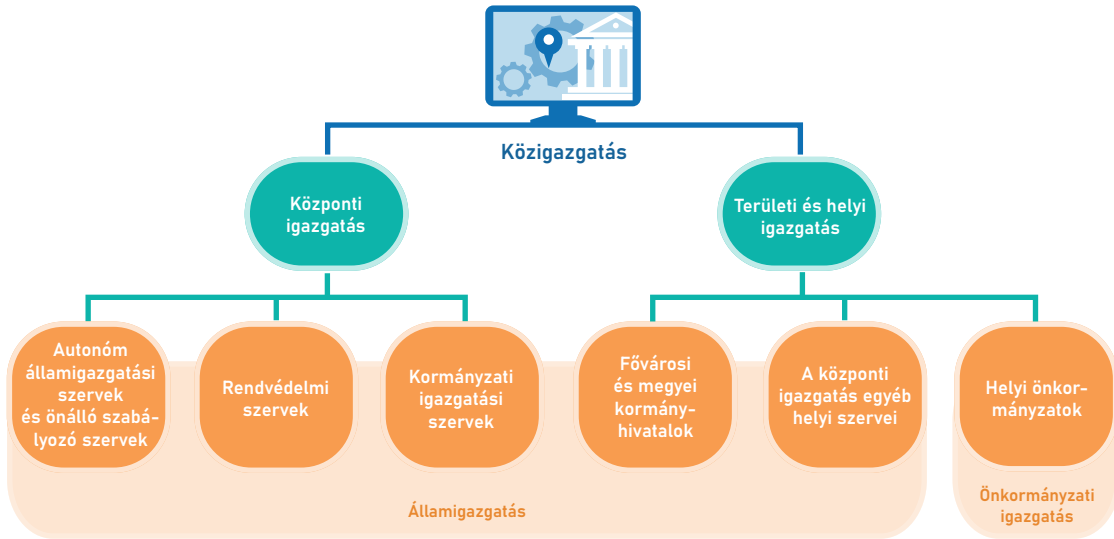 Közigazgatás
Központi
igazgatás
Területi és helyi
igazgatás
Autonóm
államigazgatási
szervek
és önálló szabá-
lyozó szervek
Rendvédelmi
szervek
Kormányzati
igazgatási
szervek
Fővárosi
és megyei
kormány-
hivatalok
A központi
igazgatás egyéb
helyi szervei
Helyi önkor-
mányzatok
Államigazgatás
Önkormányzati
igazgatás